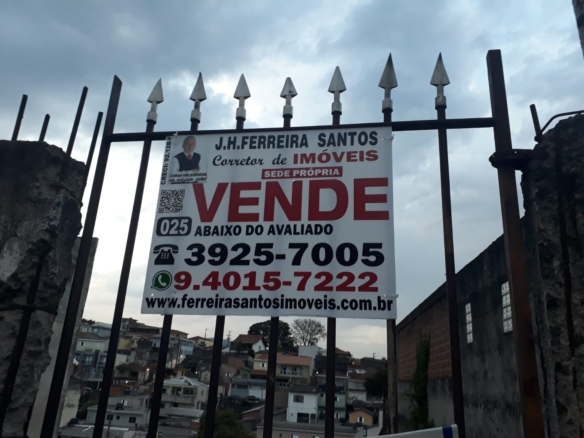 J.H.FERREIRA SANTOS
Corretor de IMÓVEIS
SEDE PRÓPRIA
VENDE
025 ABAIXO DO AVALIADO
3925-7005
9.4015-7222
www.ferreirasantosimoveis.com.br